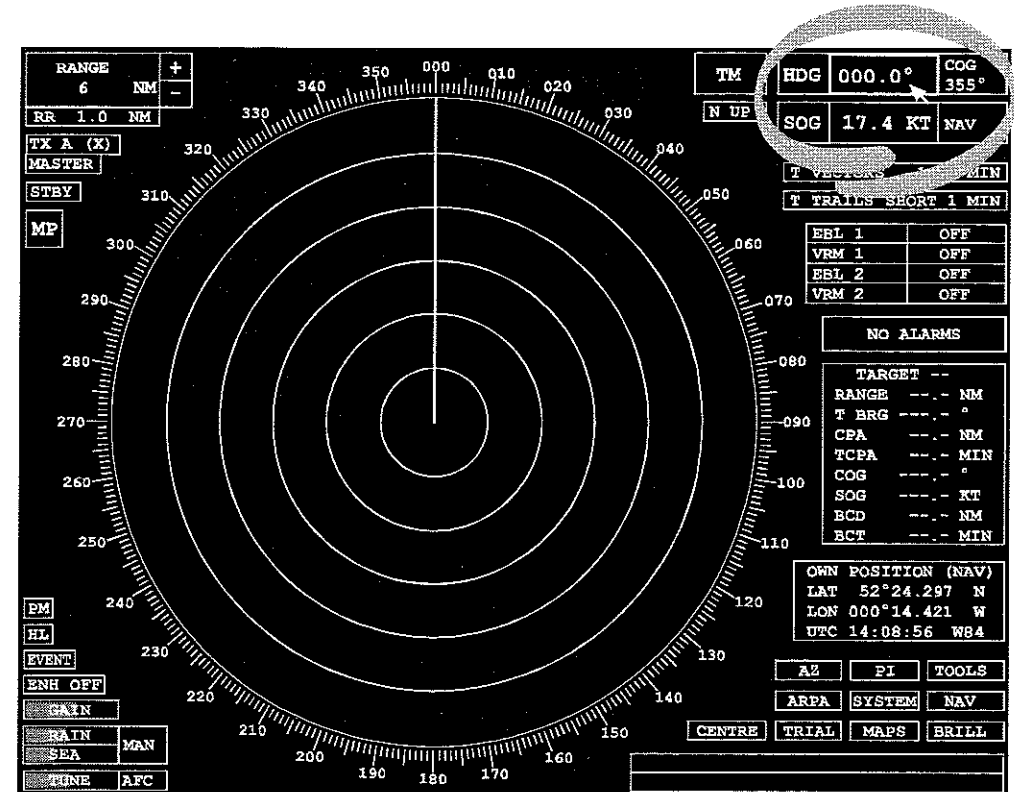 RANGE
6 NM
+
-
RR 1.0 NM
TX A (X)
MASTER
STBY
MP
TM
N UP
HDG 000.0° COG 355°
SOG 17.4 KT NAV
T VECTORS MIN
T TRAILS SHORT 1 MIN
EBL 1 OFF
VRM 1 OFF
EBL 2 OFF
VRM 2 OFF
NO ALARMS
TARGET --
RANGE ---.- NM
T BRG ---.- °
CPA --.- NM
TCPA --.- MIN
COG ---.- °
SOG ---.- KT
BCD --.- NM
BCT --.- MIN
OWN POSITION (NAV)
LAT 52°24.297 N
LON 000°14.421 W
UTC 14:08:56 W84
000
010
020
030
040
050
060
070
080
090
100
110
120
130
140
150
160
170
180
190
200
210
220
230
240
250
260
270
280
290
300
310
320
330
340
350
PM
HL
EVENT
ENH OFF
GAIN
RAIN
SEA
MAN
TUNE AFC
AZ PI TOOLS
ARPA SYSTEM NAV
CENTRE TRIAL MAPS BRILL